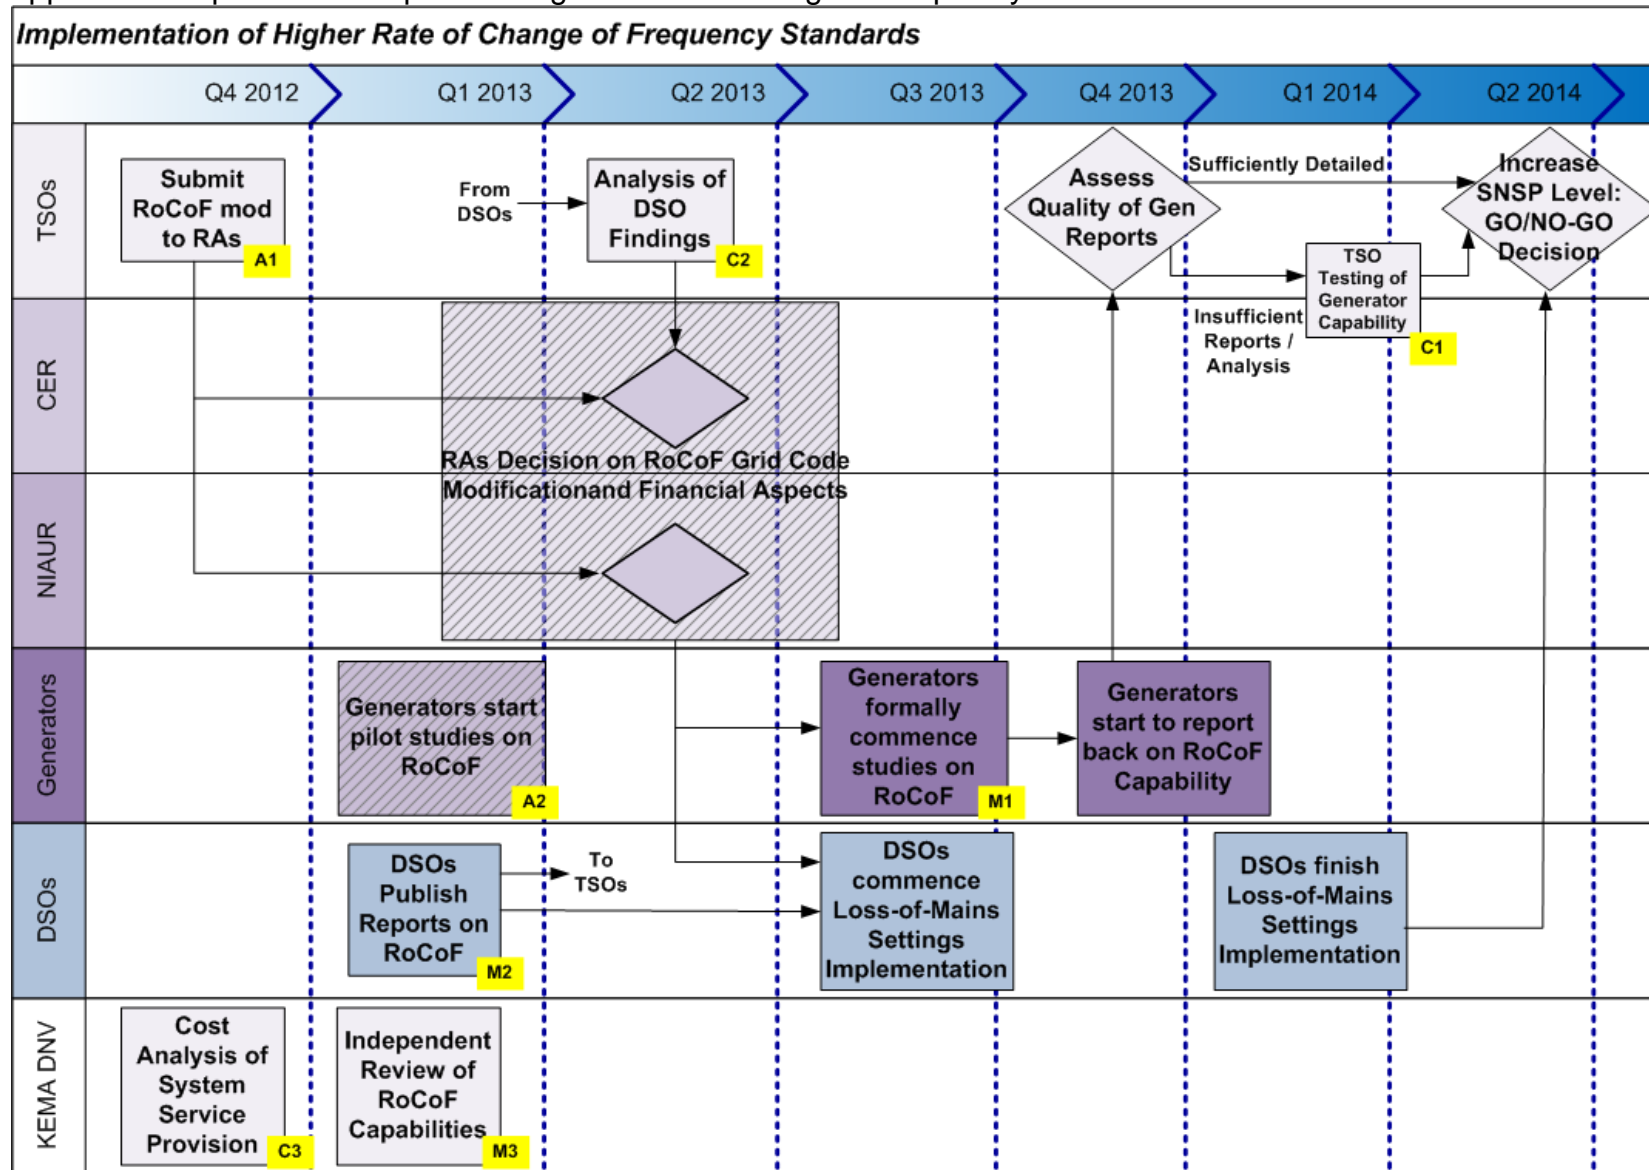 Implementation of Higher Rate of Change of Frequency Standards
Q4 2012
Q1 2013
Q2 2013
Q3 2013
Q4 2013
Q1 2014
Q2 2014
TSOs
Submit
RoCoF mod
to RAs
A1
From
DSOs
Analysis of
DSO
Findings
C2
Assess
Quality of Gen
Reports
Sufficiently Detailed
Insufficient
Reports /
Analysis
TSO
Testing of
Generator
Capability
C1
Increase
SNSP Level:
GO/NO-GO
Decision
CER
RAs Decision on RoCoF Grid Code
Modificationand Financial Aspects
NIAUR
Generators
Generators start
pilot studies on
RoCoF
A2
Generators
formally
commence
studies on
RoCoF
M1
Generators
start to report
back on RoCoF
Capability
DSOs
DSOs
Publish
Reports on
RoCoF
M2
To
TSOs
DSOs
commence
Loss-of-Mains
Settings
Implementation
DSOs finish
Loss-of-Mains
Settings
Implementation
KEMA DNV
Cost
Analysis of
System
Service
Provision
C3
Independent
Review of
RoCoF
Capabilities
M3